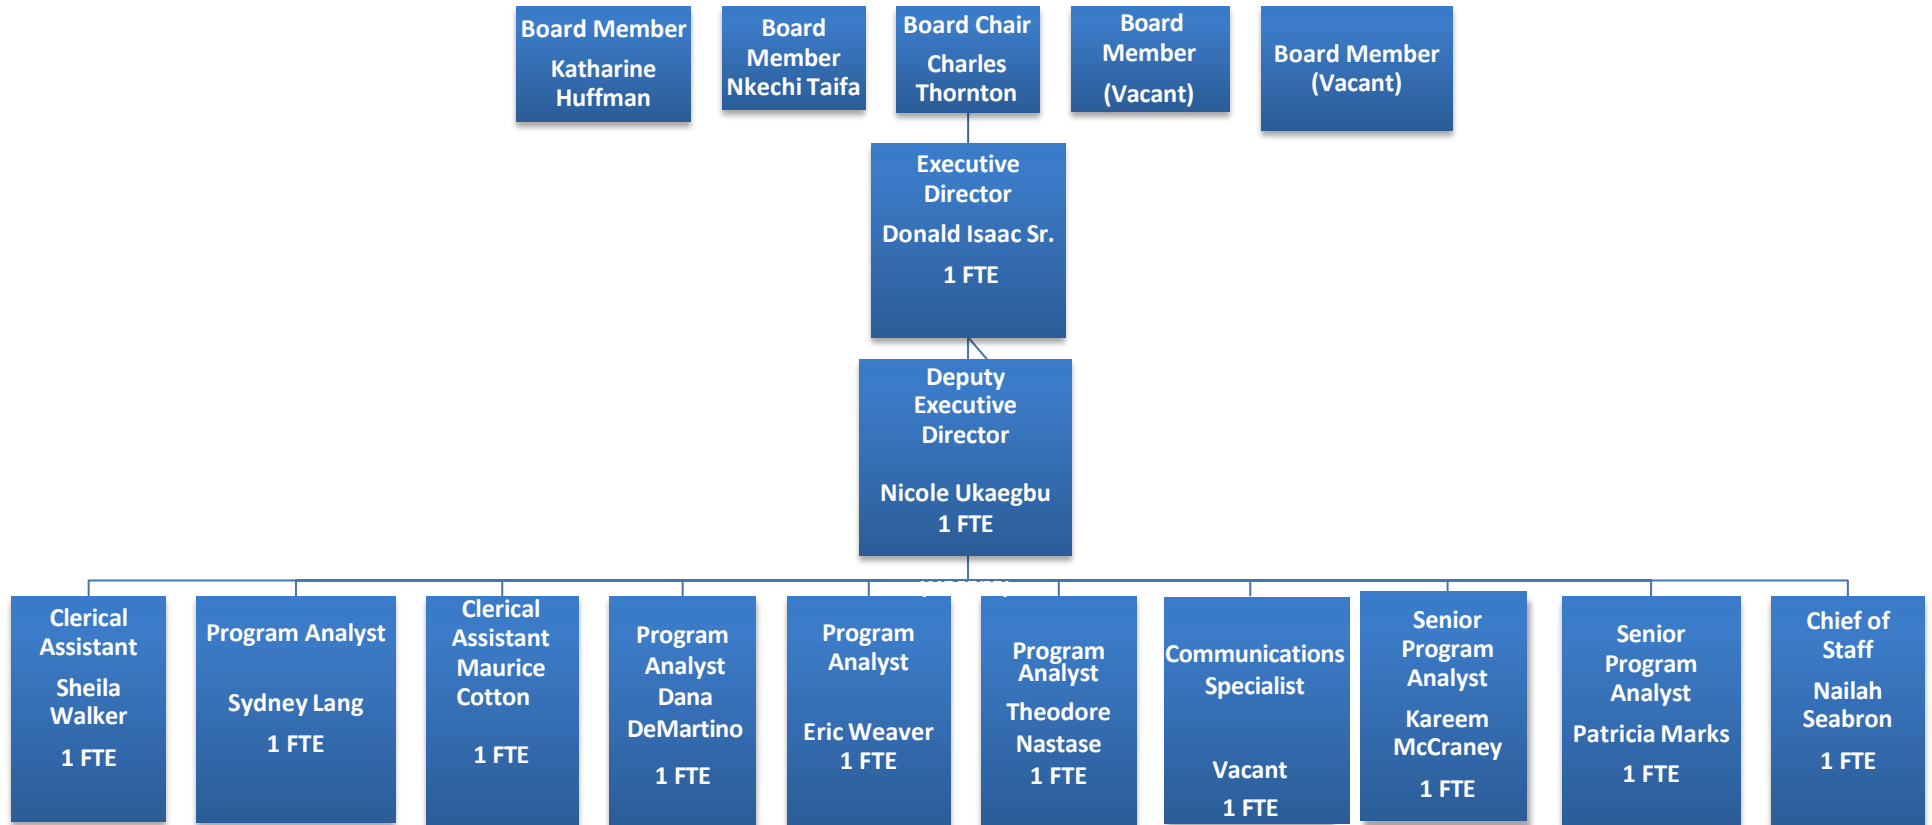 Board Member
Katharine
Huffman
Board
Member
Nkechi Taifa
Board Chair
Charles
Thornton
Board
Member
(Vacant)
Board Member
(Vacant)
Executive
Director
Donald Isaac Sr.
1 FTE
Deputy
Executive
Director
Nicole Ukaegbu
1 FTE
Clerical
Assistant
Sheila
Walker
1 FTE
Program Analyst
Sydney Lang
1 FTE
Clerical
Assistant
Maurice
Cotton
1 FTE
Program
Analyst
Dana
DeMartino
1 FTE
Program
Analyst
Eric Weaver
1 FTE
Program
Analyst
Theodore
Nastase
1 FTE
Communications
Specialist
Vacant
1 FTE
Senior
Program
Analyst
Kareem
McCraney
1 FTE
Senior
Program
Analyst
Patricia Marks
1 FTE
Chief of
Staff
Nailah
Seabron
1 FTE